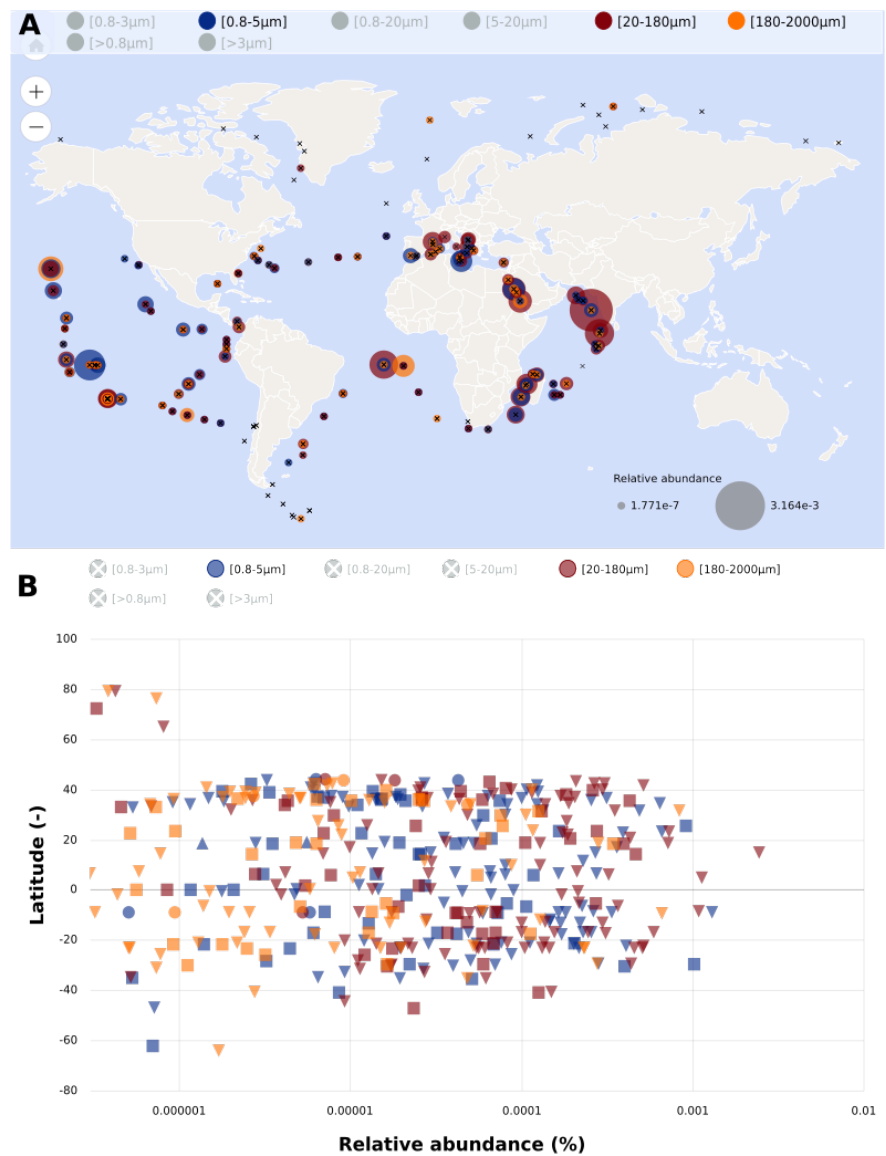 A [0.8-3µm] [0.8-5µm] [0.8-20µm] [5-20µm] [20-180µm] [180-2000µm]
[>0.8µm] [>3µm]
+
−
Relative abundance
1.771e-7 3.164e-3
B [0.8-3µm] [0.8-5µm] [0.8-20µm] [5-20µm] [20-180µm] [180-2000µm]
[>0.8µm] [>3µm]
100
80
60
40
20
0
-20
-40
-60
-80
Latitude (-)
0.000001 0.00001 0.0001 0.001 0.01
Relative abundance (%)